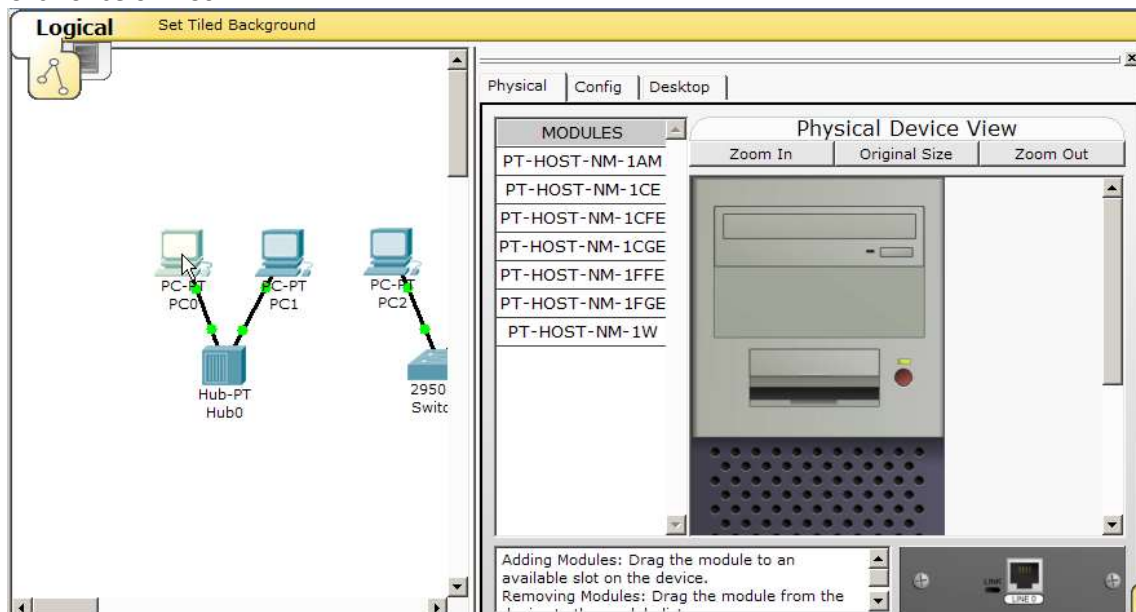 Logical
Set Tiled Background
Physical
Config
Desktop
MODULES
PT-HOST-NM-1AM
PT-HOST-NM-1CE
PT-HOST-NM-1CFE
PT-HOST-NM-1CGE
PT-HOST-NM-1FFE
PT-HOST-NM-1FGE
PT-HOST-NM-1W
Physical Device View
Zoom In
Original Size
Zoom Out
PC-PT
PC0
PC-PT
PC1
PC-PT
PC2
Hub-PT
Hub0
2950
Switc
Adding Modules: Drag the module to an
available slot on the device.
Removing Modules: Drag the module from the
LINK
LINE 0